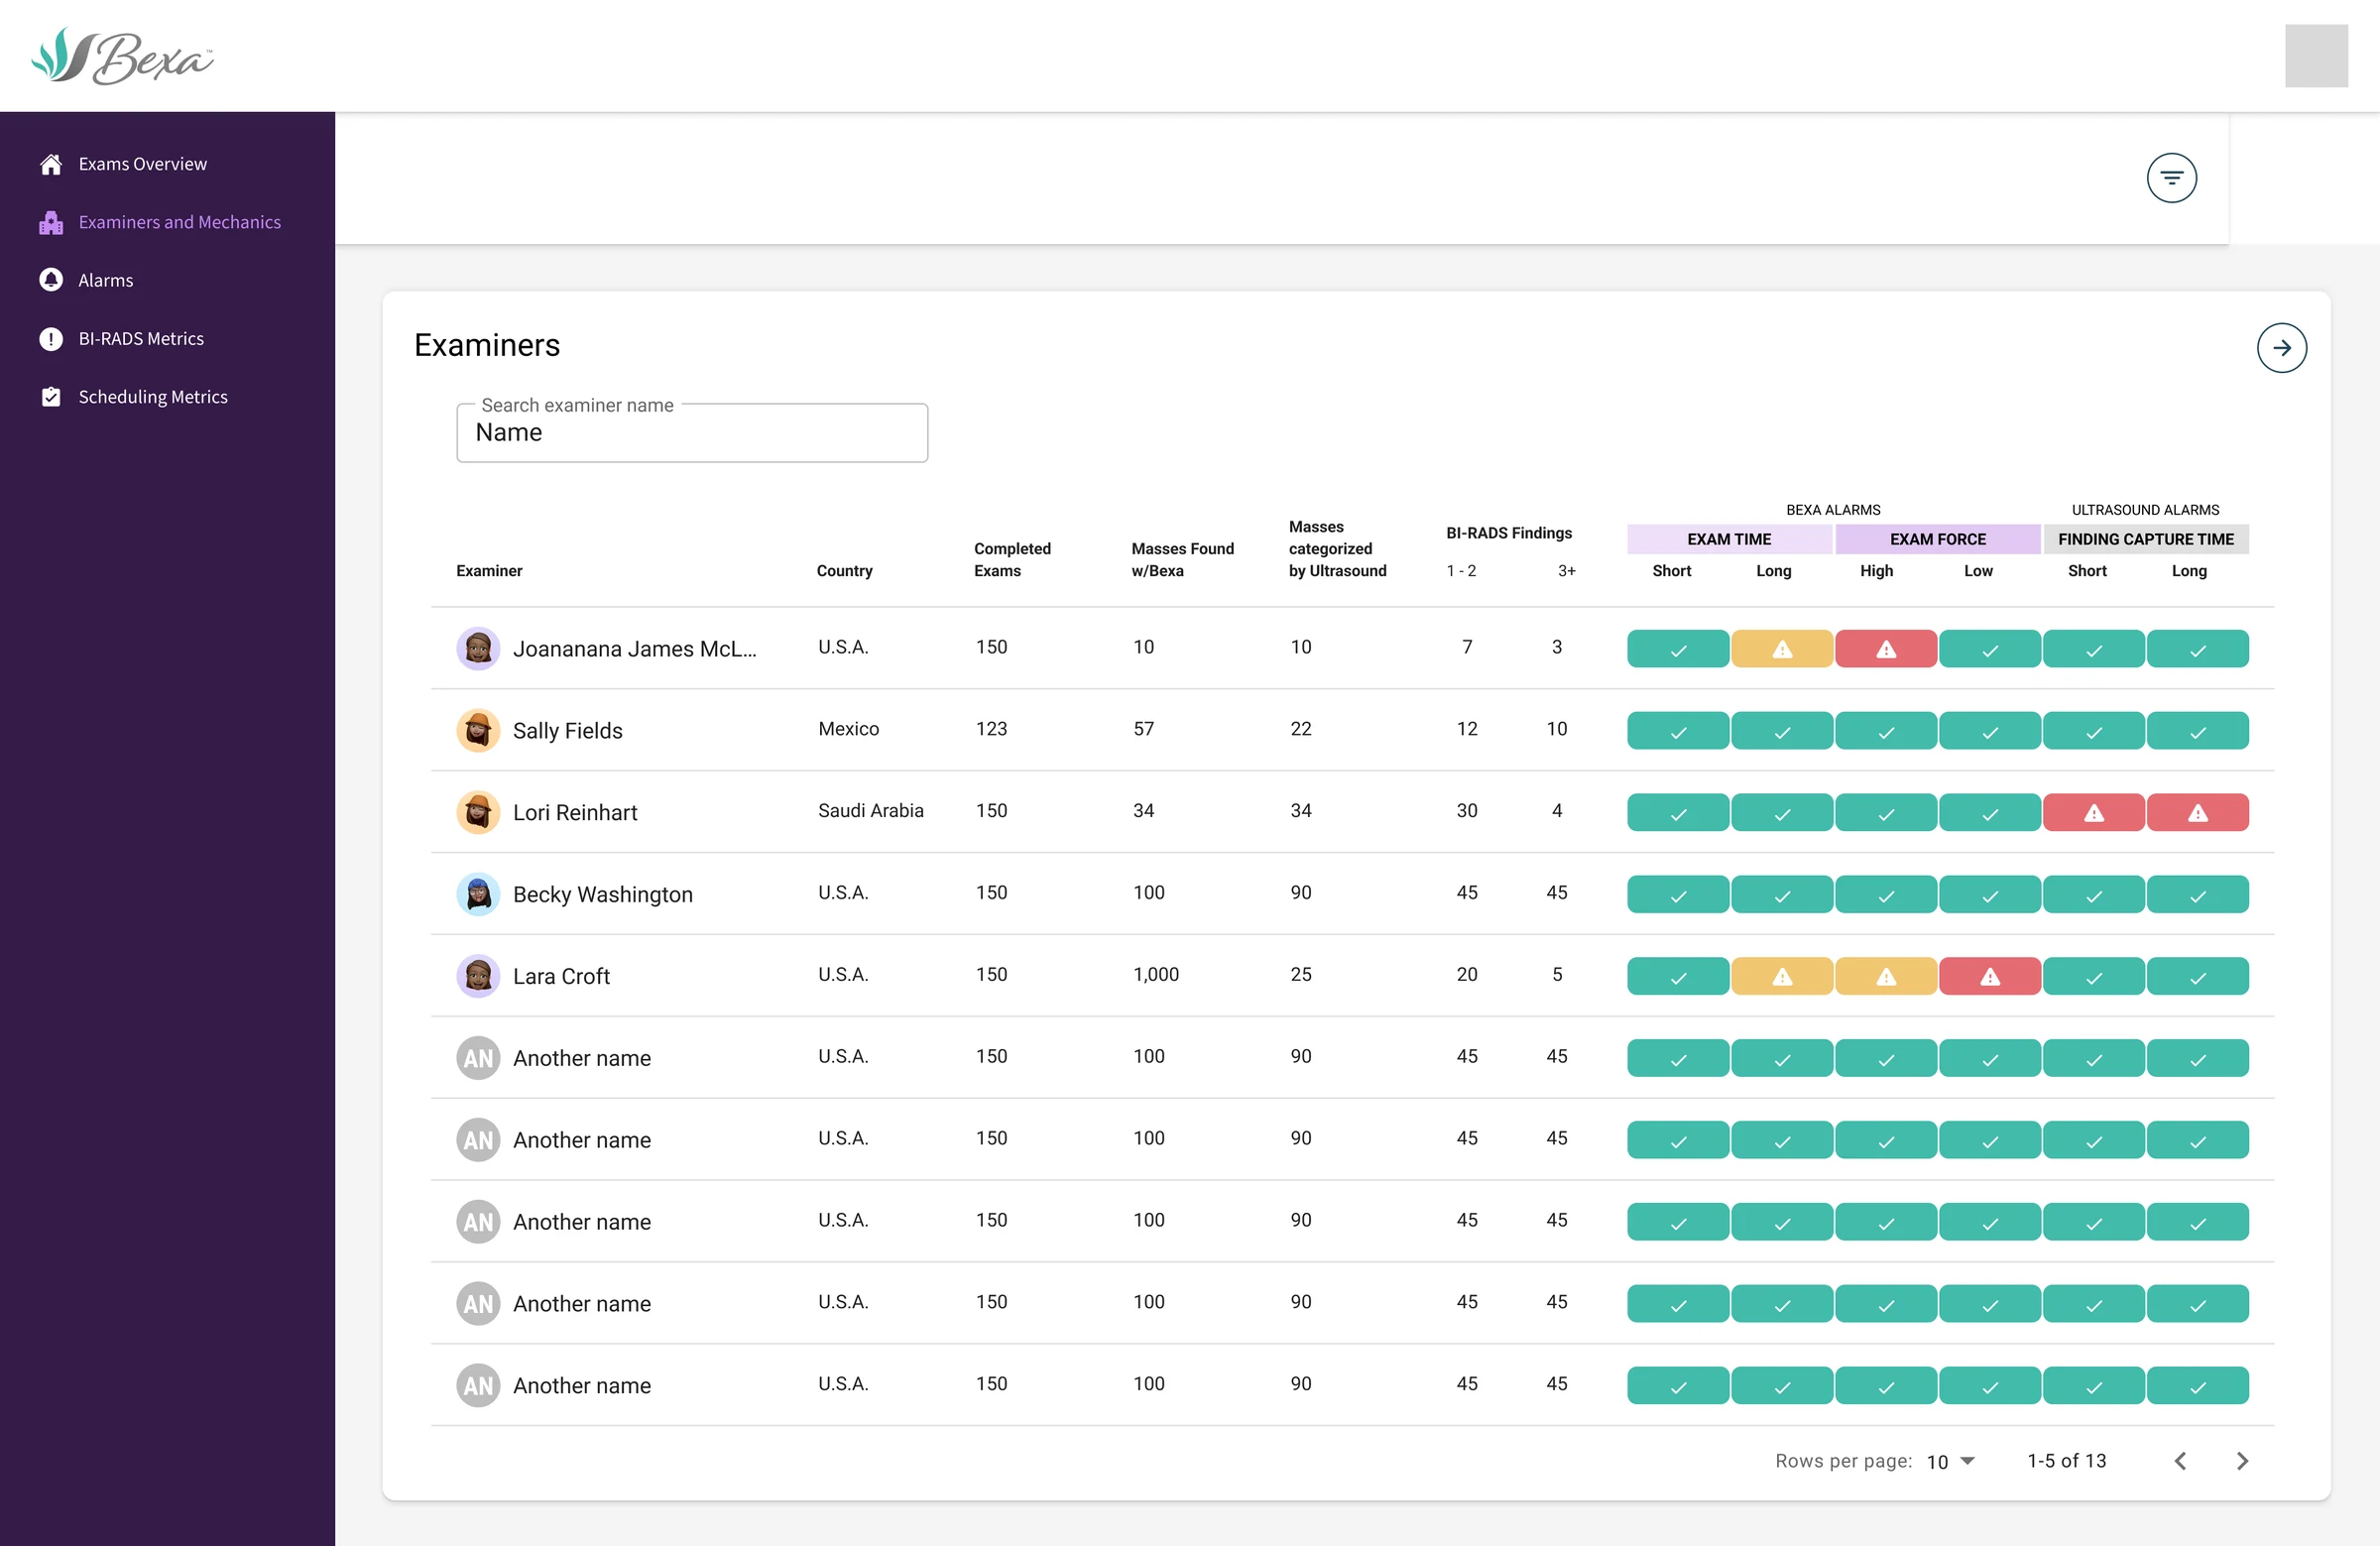 Bexa™
Exams Overview
Examiners and Mechanics
Alarms
BI-RADS Metrics
Scheduling Metrics
Examiners
Search examiner name
Name
BEXA ALARMS ULTRASOUND ALARMS
Examiner Country Completed Exams Masses Found w/Bexa Masses categorized by Ultrasound BI-RADS Findings EXAM TIME EXAM FORCE FINDING CAPTURE TIME
1 - 2 3+ Short Long High Low Short Long
Joananana James McL... U.S.A. 150 10 10 7 3
Sally Fields Mexico 123 57 22 12 10
Lori Reinhart Saudi Arabia 150 34 34 30 4
Becky Washington U.S.A. 150 100 90 45 45
Lara Croft U.S.A. 150 1,000 25 20 5
AN Another name U.S.A. 150 100 90 45 45
AN Another name U.S.A. 150 100 90 45 45
AN Another name U.S.A. 150 100 90 45 45
AN Another name U.S.A. 150 100 90 45 45
AN Another name U.S.A. 150 100 90 45 45
Rows per page: 10 1-5 of 13